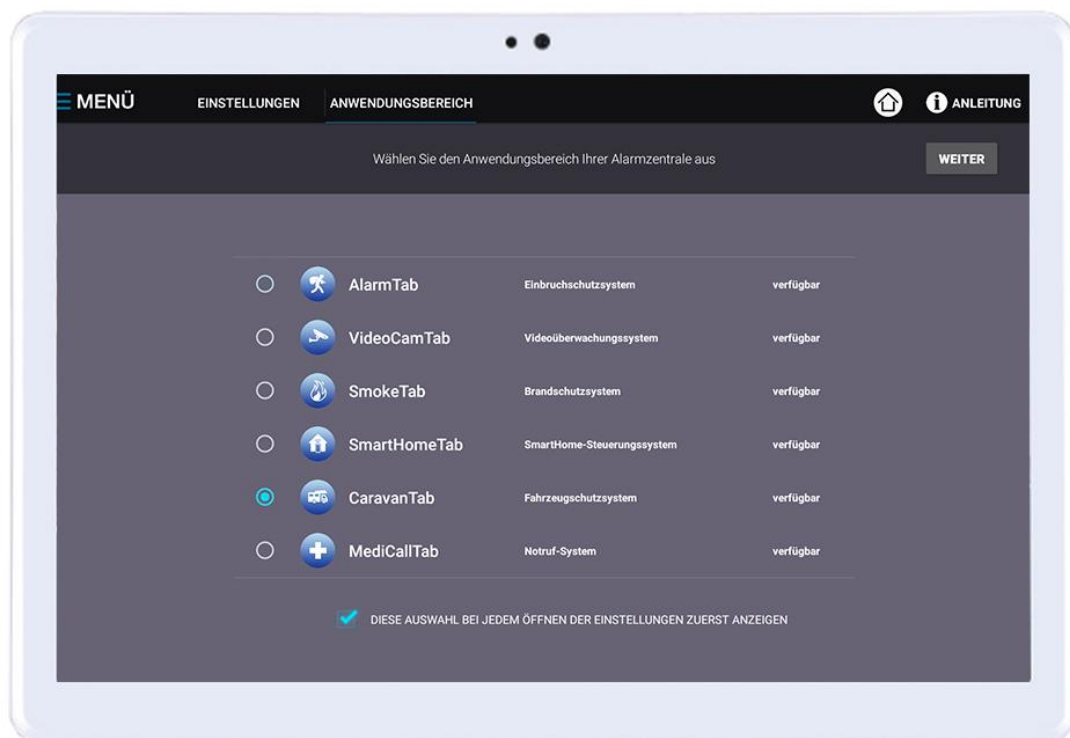 MENÜ EINSTELLUNGEN ANWENDUNGSBEREICH ANLEITUNG
Wählen Sie den Anwendungsbereich Ihrer Alarmzentrale aus WEITER
AlarmTab Einbruchschutzsystem verfügbar
VideoCamTab Videoüberwachungssystem verfügbar
SmokeTab Brandschutzsystem verfügbar
SmartHomeTab SmartHome-Steuerungssystem verfügbar
CaravanTab Fahrzeugschutzsystem verfügbar
MediCallTab Notruf-System verfügbar
DIESE AUSWAHL BEI JEDEM ÖFFNEN DER EINSTELLUNGEN ZUERST ANZEIGEN